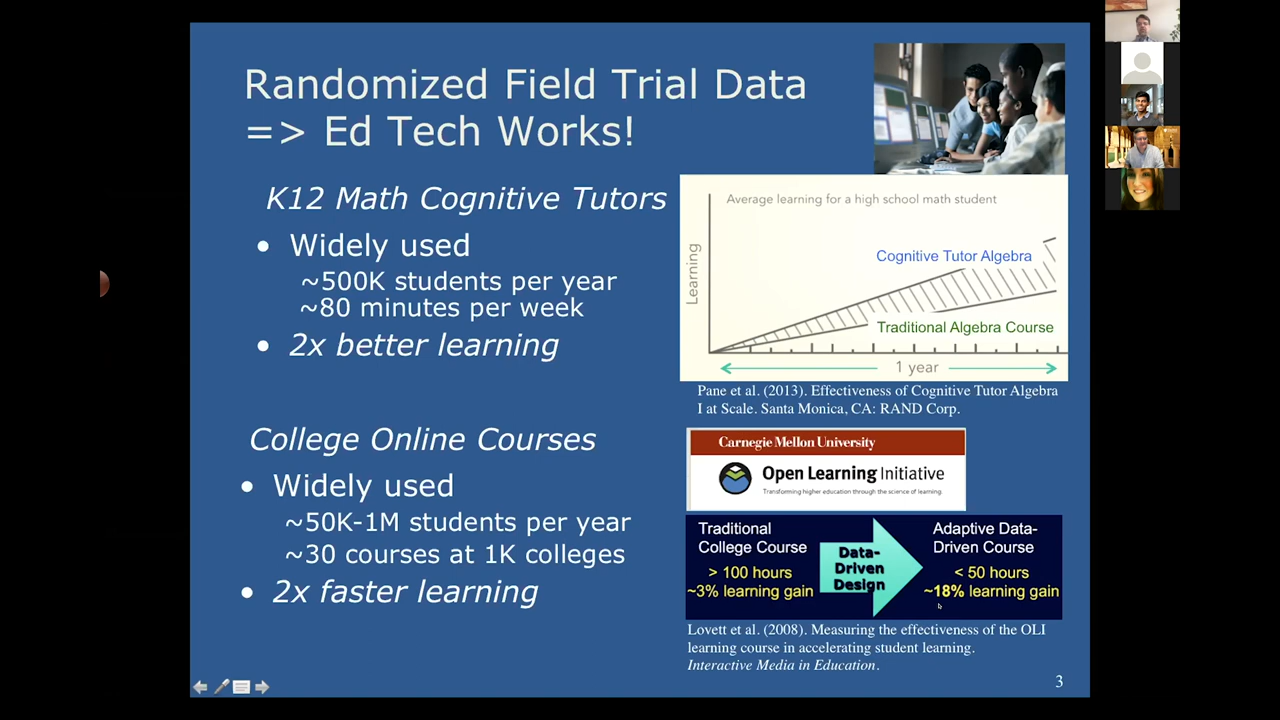 Randomized Field Trial Data
=> Ed Tech Works!
K12 Math Cognitive Tutors
• Widely used
~500K students per year
~80 minutes per week
• 2x better learning
Average learning for a high school math student
Learning
Cognitive Tutor Algebra
Traditional Algebra Course
1 year
Pane et al. (2013). Effectiveness of Cognitive Tutor Algebra
I at Scale. Santa Monica, CA: RAND Corp.
College Online Courses
• Widely used
~50K-1M students per year
~30 courses at 1K colleges
• 2x faster learning
Carnegie Mellon University
Open Learning Initiative
Transforming higher education through the science of learning.
Traditional
College Course
> 100 hours
~3% learning gain
Data-
Driven
Design
Adaptive Data-
Driven Course
< 50 hours
~18% learning gain
Lovett et al. (2008). Measuring the effectiveness of the OLI
learning course in accelerating student learning.
Interactive Media in Education.
3